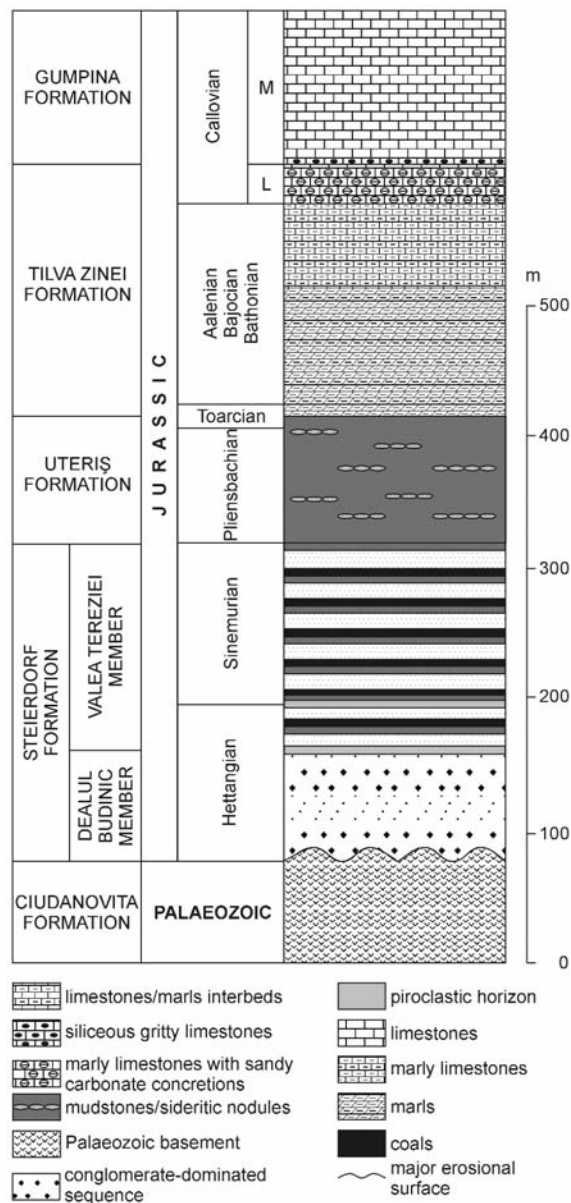 GUMPINA
FORMATION
TILVA ZINEI
FORMATION
UTERIŞ
FORMATION
STEIERDORF
FORMATION
VALEA TEREZIEI
MEMBER
DEALUL
BUDINIC
MEMBER
CIUDANOVITA
FORMATION
JURASSIC
PALAEOZOIC
Callovian
M
L
Aalenian
Bajocian
Bathonian
Toarcian
Pliensbachian
Sinemurian
Hettangian
m
500
400
300
200
100
0
limestones/marls interbeds
siliceous gritty limestones
marly limestones with sandy
carbonate concretions
mudstones/sideritic nodules
Palaeozoic basement
conglomerate-dominated
sequence
piroclastic horizon
limestones
marly limestones
marls
coals
major erosional
surface